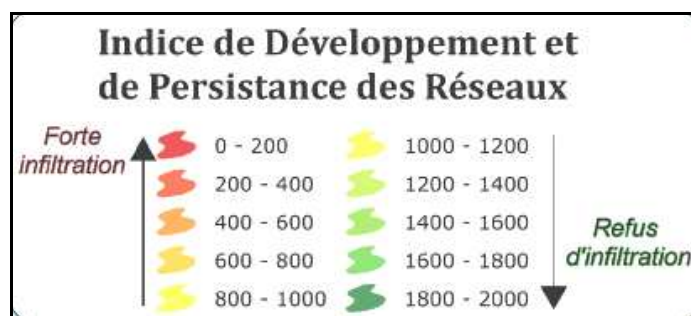 Indice de Développement et
de Persistance des Réseaux
Forte
infiltration
0 - 200
200 - 400
400 - 600
600 - 800
800 - 1000
1000 - 1200
1200 - 1400
1400 - 1600
1600 - 1800
1800 - 2000
Refus
d'infiltration